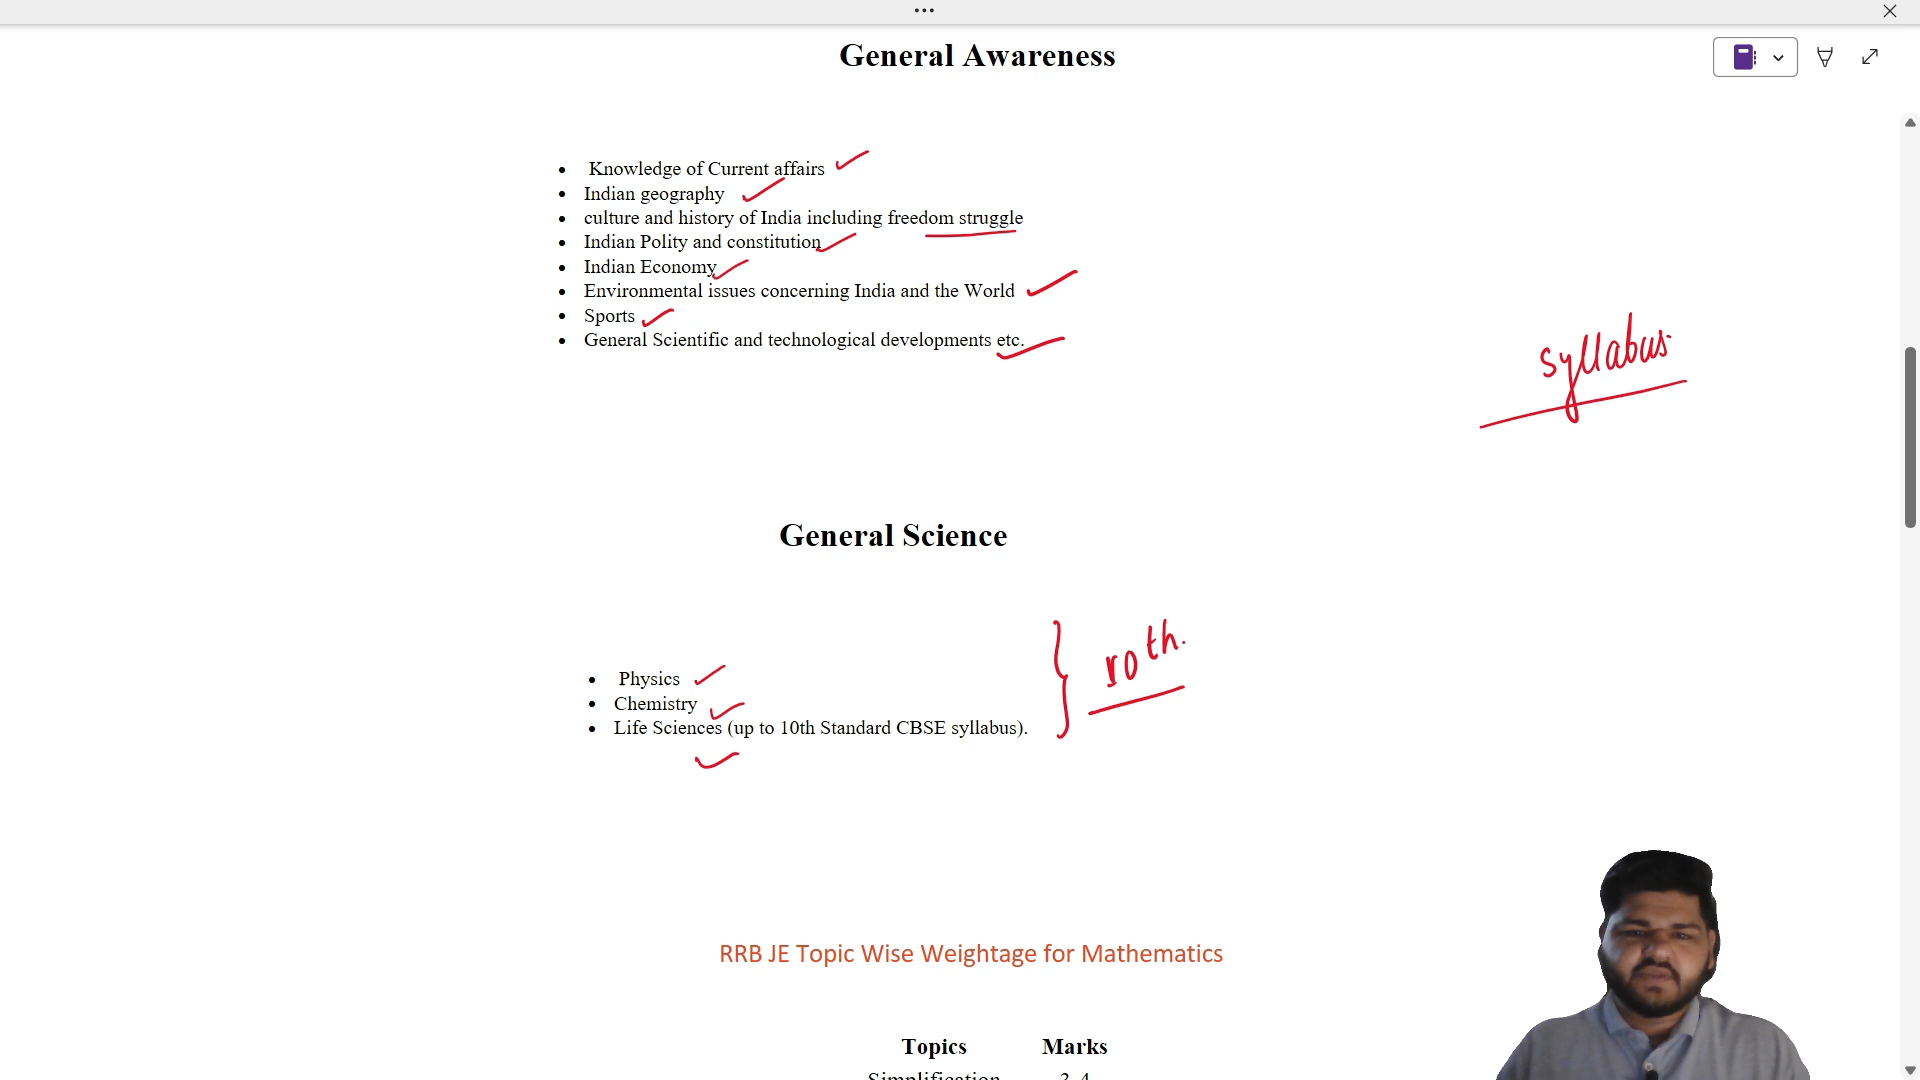 General Awareness
• Knowledge of Current affairs
• Indian geography
• culture and history of India including freedom struggle
• Indian Polity and constitution
• Indian Economy
• Environmental issues concerning India and the World
• Sports
• General Scientific and technological developments etc.
syllabus
General Science
10th.
• Physics
• Chemistry
• Life Sciences (up to 10th Standard CBSE syllabus).
RRB JE Topic Wise Weightage for Mathematics
Topics Marks
Simplification 3-4